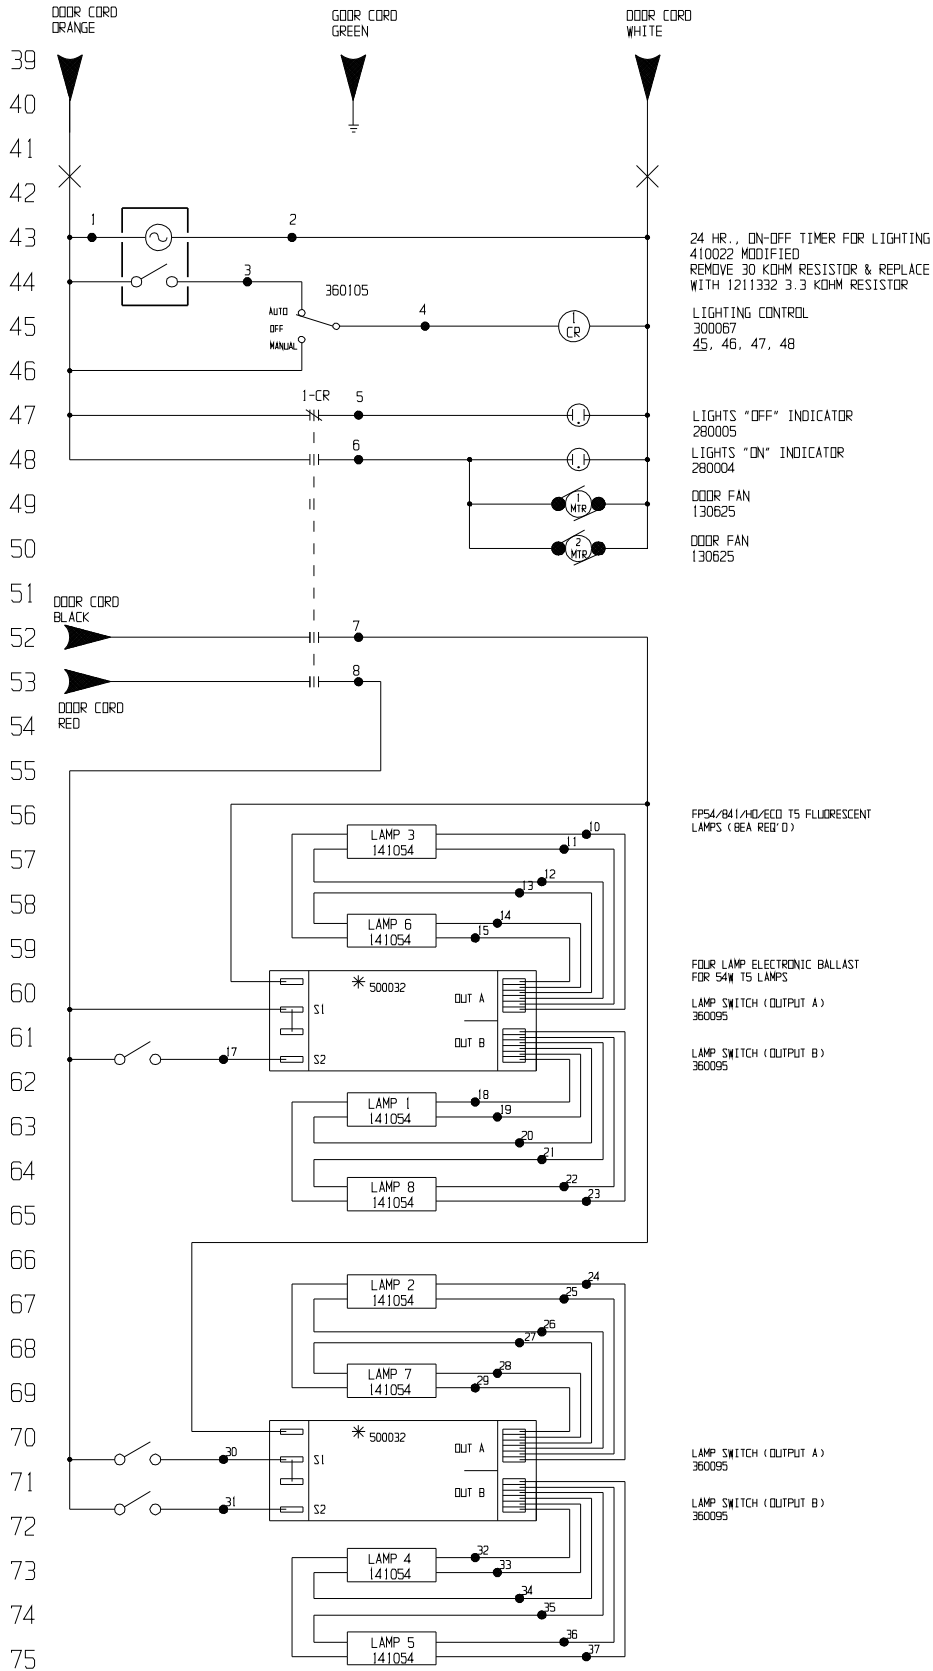 DOOR CORD
ORANGE
GOOR CORD
GREEN
DOOR CORD
WHITE
39
40
41
42
43
1
2
24 HR., ON-OFF TIMER FOR LIGHTING
410022 MODIFIED
REMOVE 30 KOHM RESISTOR & REPLACE
WITH 1211332 3.3 KOHM RESISTOR
44
3
360105
AUTO
OFF
MANUAL
45
4
1
CR
LIGHTING CONTROL
300067
45, 46, 47, 48
46
1-CR
47
5
LIGHTS "OFF" INDICATOR
280005
48
6
LIGHTS "ON" INDICATOR
280004
49
1
MTR
DOOR FAN
130625
50
2
MTR
DOOR FAN
130625
51
DOOR CORD
BLACK
52
7
53
8
DOOR CORD
RED
54
55
56
FP54/841/HO/ECO T5 FLUORESCENT
LAMPS (8EA REQ'D)
LAMP 3
141054
10
11
57
12
13
58
LAMP 6
141054
14
15
59
FOUR LAMP ELECTRONIC BALLAST
FOR 54W T5 LAMPS
60
500032
OUT A
LAMP SWITCH (OUTPUT A)
360095
S1
61
OUT B
17
S2
LAMP SWITCH (OUTPUT B)
360095
62
LAMP 1
141054
18
19
63
20
21
64
LAMP 8
141054
22
23
65
66
LAMP 2
141054
24
25
67
26
27
68
LAMP 7
141054
28
29
69
70
500032
OUT A
30
S1
LAMP SWITCH (OUTPUT A)
360095
71
OUT B
31
S2
LAMP SWITCH (OUTPUT B)
360095
72
LAMP 4
141054
32
33
73
34
35
74
LAMP 5
141054
36
37
75